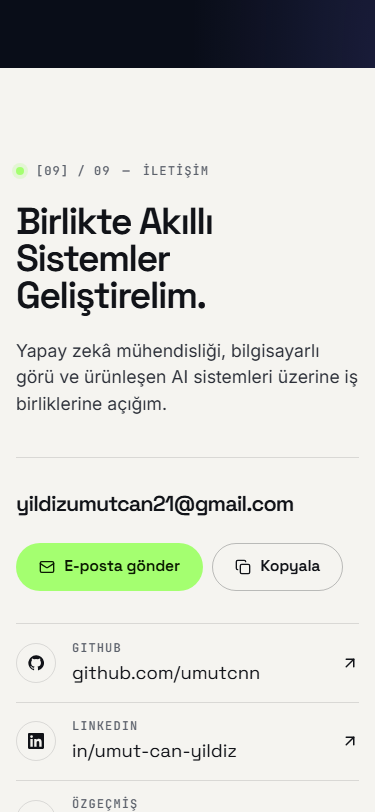 [09] / 09 — İLETİŞİM
Birlikte Akıllı
Sistemler
Geliştirelim.
Yapay zekâ mühendisliği, bilgisayarlı
görü ve ürünleşen AI sistemleri üzerine iş
birliklerine açığım.
yildizumutcan21@gmail.com
E-posta gönder
Kopyala
GITHUB
github.com/umutcnn
LINKEDIN
in/umut-can-yildiz
ÖZGEÇMİŞ